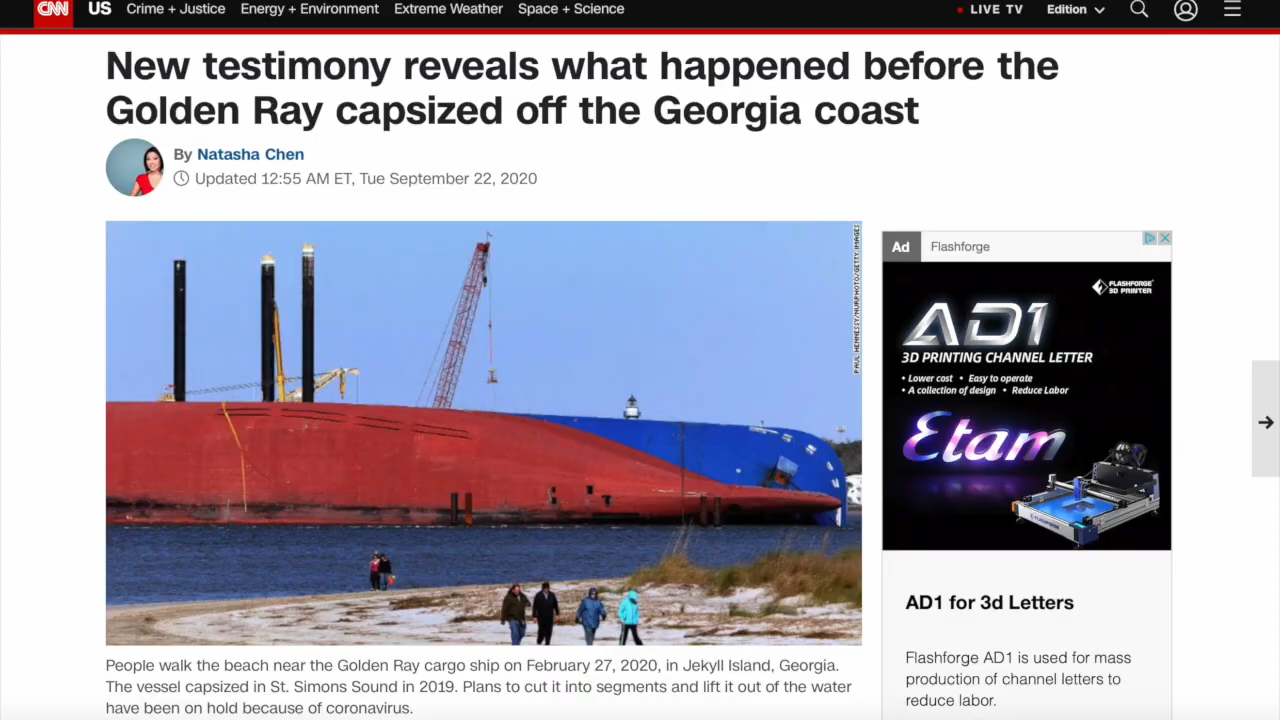 CNN US Crime + Justice Energy + Environment Extreme Weather Space + Science LIVE TV Edition
New testimony reveals what happened before the
Golden Ray capsized off the Georgia coast
By Natasha Chen
Updated 12:55 AM ET, Tue September 22, 2020
PAUL HENNESSY/NURPHOTO/GETTY IMAGES
People walk the beach near the Golden Ray cargo ship on February 27, 2020, in Jekyll Island, Georgia.
The vessel capsized in St. Simons Sound in 2019. Plans to cut it into segments and lift it out of the water
have been on hold because of coronavirus.
Ad Flashforge
FLASHFORGE
3D PRINTER
AD1
3D PRINTING CHANNEL LETTER
• Lower cost • Easy to operate
• A collection of design • Reduce Labor
Etam
FLASHFORGE
AD1 for 3d Letters
Flashforge AD1 is used for mass
production of channel letters to
reduce labor.